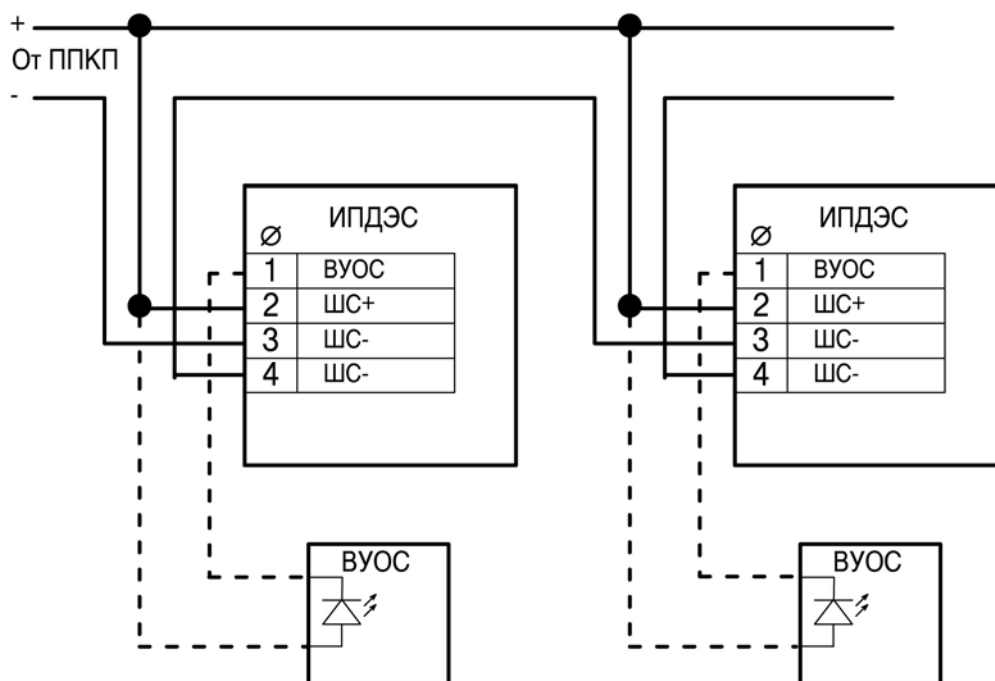 +
От ППКП
-
ИПДЭС
Ø
1 ВУОС
2 ШС+
3 ШС-
4 ШС-
ИПДЭС
Ø
1 ВУОС
2 ШС+
3 ШС-
4 ШС-
ВУОС
ВУОС